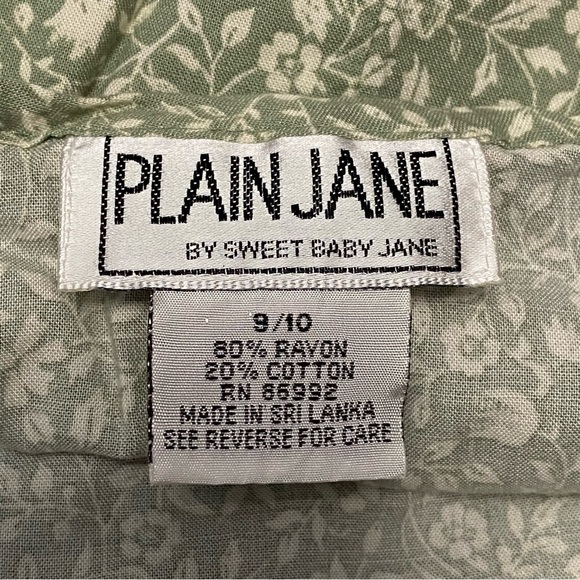 PLAIN JANE
BY SWEET BABY JANE
9/10
80% RAYON
20% COTTON
RN 86992
MADE IN SRI LANKA
SEE REVERSE FOR CARE